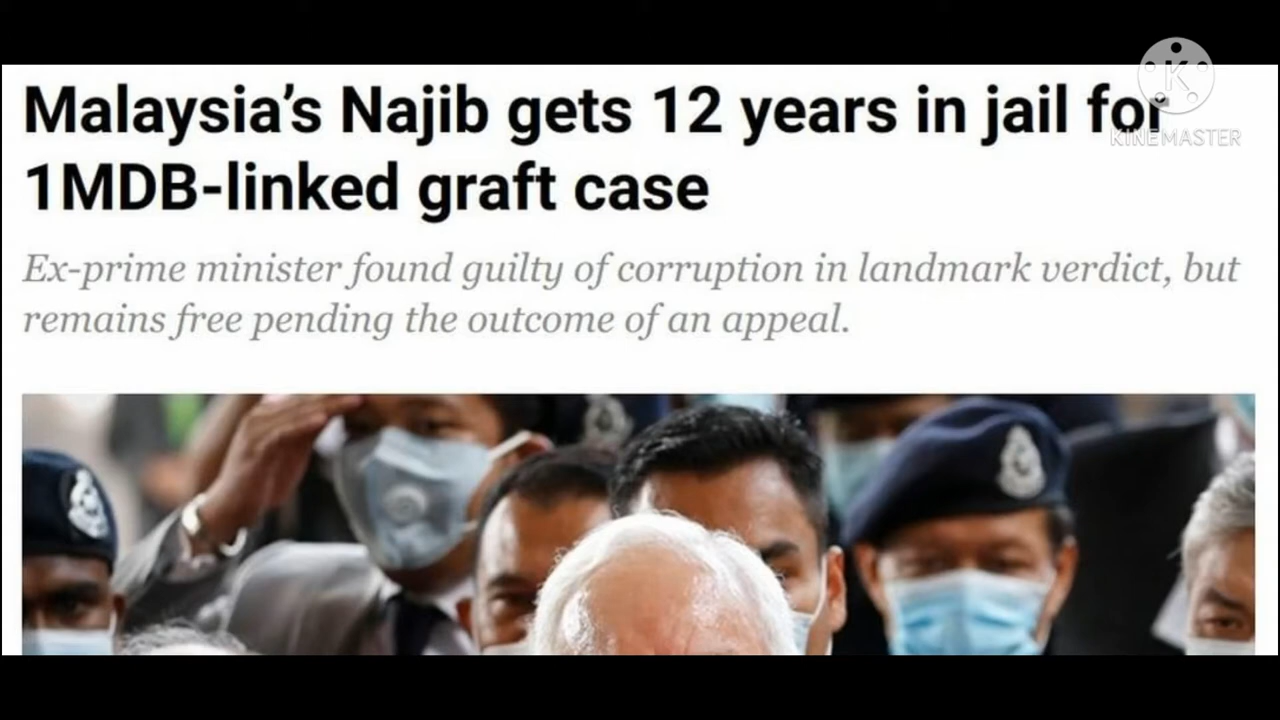 Malaysia's Najib gets 12 years in jail for
1MDB-linked graft case
Ex-prime minister found guilty of corruption in landmark verdict, but
remains free pending the outcome of an appeal.
K
KINEMASTER